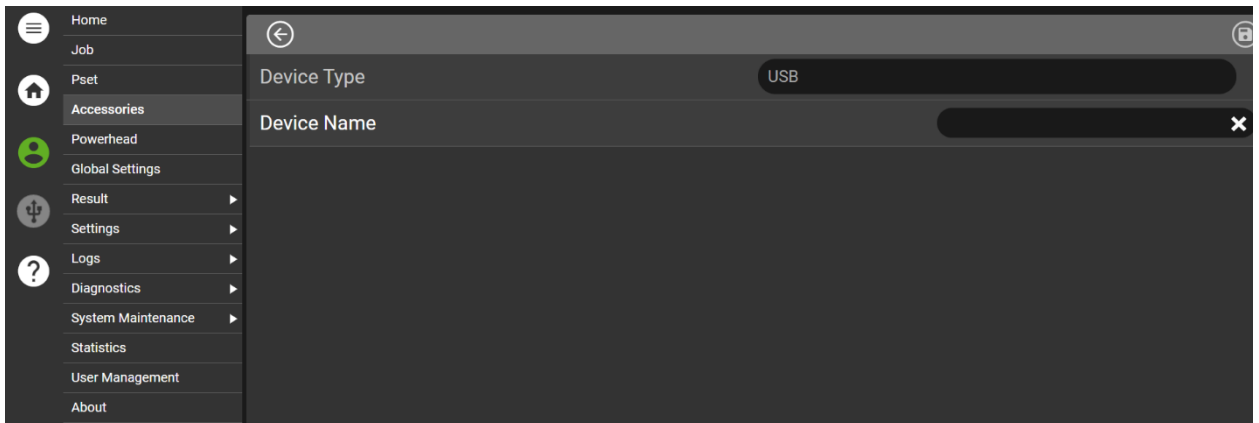 Home
Job
Pset
Accessories
Powerhead
Global Settings
Result
Settings
Logs
Diagnostics
System Maintenance
Statistics
User Management
About
Device Type
USB
Device Name